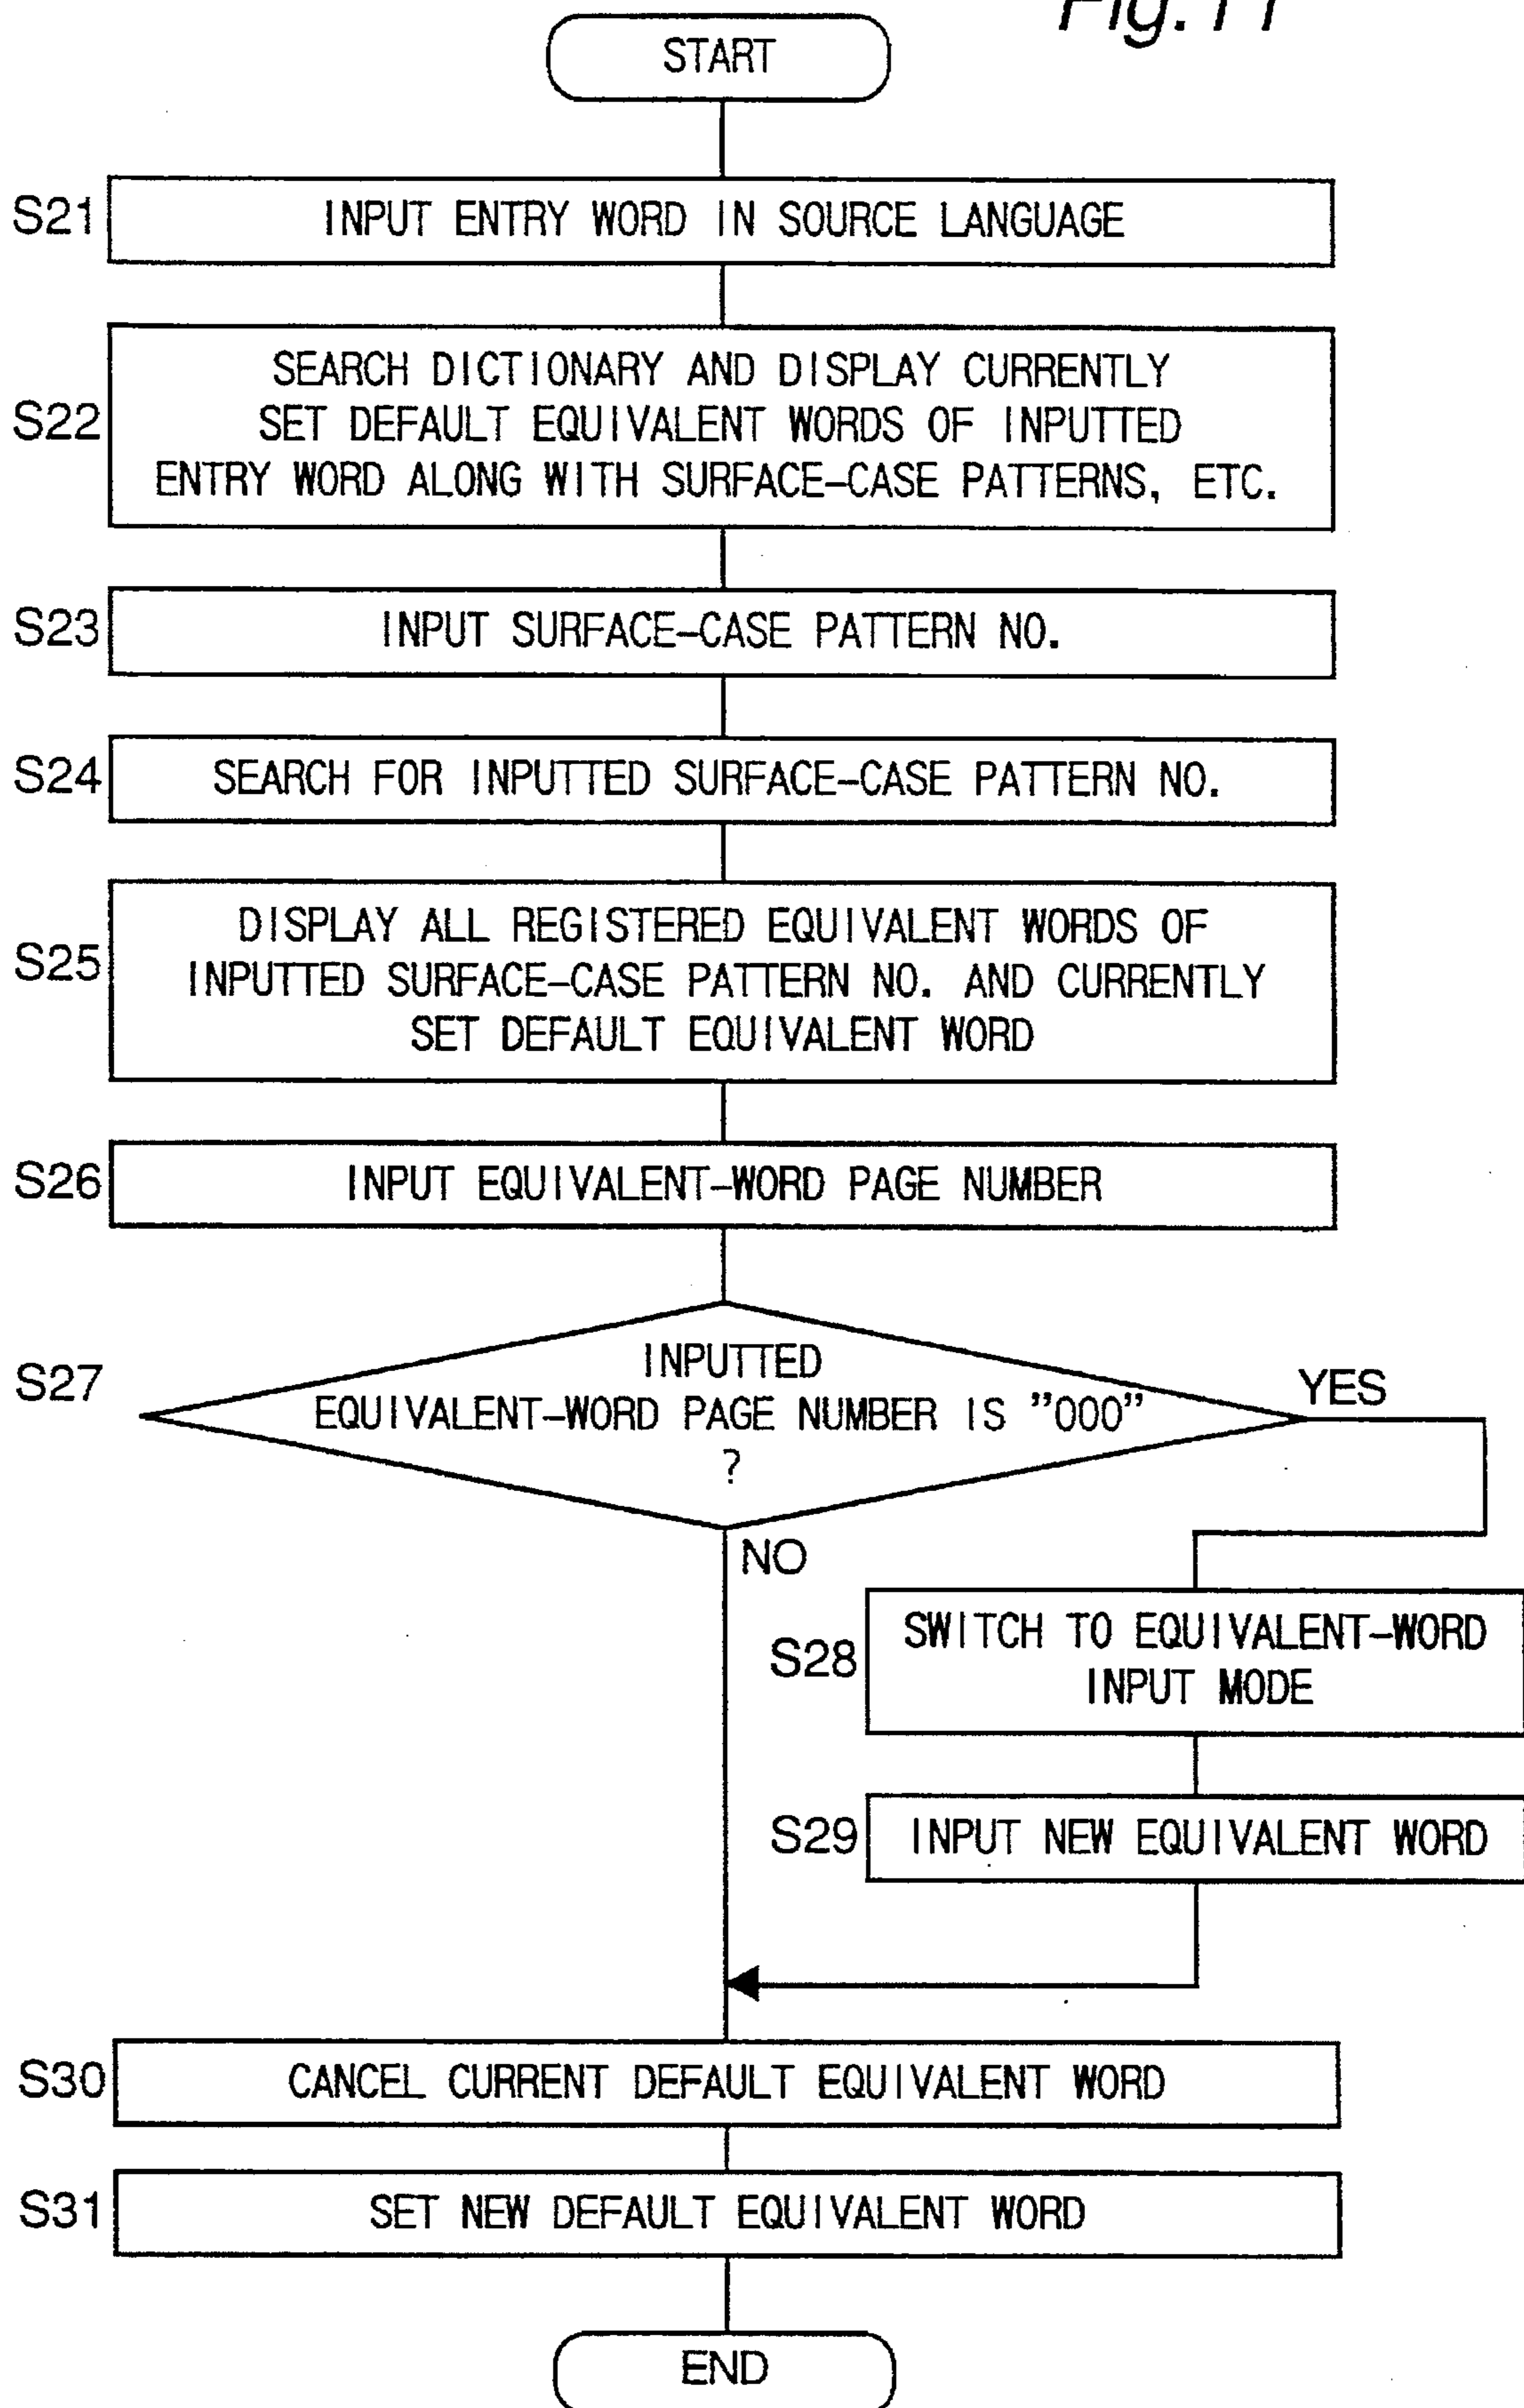 Fig. 11
START
S21
INPUT ENTRY WORD IN SOURCE LANGUAGE
S22
SEARCH DICTIONARY AND DISPLAY CURRENTLY
SET DEFAULT EQUIVALENT WORDS OF INPUTTED
ENTRY WORD ALONG WITH SURFACE-CASE PATTERNS, ETC.
S23
INPUT SURFACE-CASE PATTERN NO.
S24
SEARCH FOR INPUTTED SURFACE-CASE PATTERN NO.
S25
DISPLAY ALL REGISTERED EQUIVALENT WORDS OF
INPUTTED SURFACE-CASE PATTERN NO. AND CURRENTLY
SET DEFAULT EQUIVALENT WORD
S26
INPUT EQUIVALENT-WORD PAGE NUMBER
S27
INPUTTED
EQUIVALENT-WORD PAGE NUMBER IS ”000”
?
YES
NO
S28
SWITCH TO EQUIVALENT-WORD
INPUT MODE
S29
INPUT NEW EQUIVALENT WORD
S30
CANCEL CURRENT DEFAULT EQUIVALENT WORD
S31
SET NEW DEFAULT EQUIVALENT WORD
END